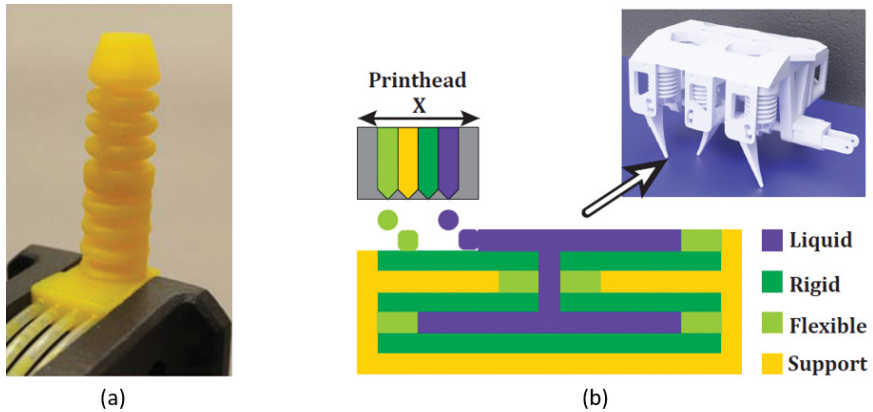 Printhead
X
Liquid
Rigid
Flexible
Support
(a)
(b)